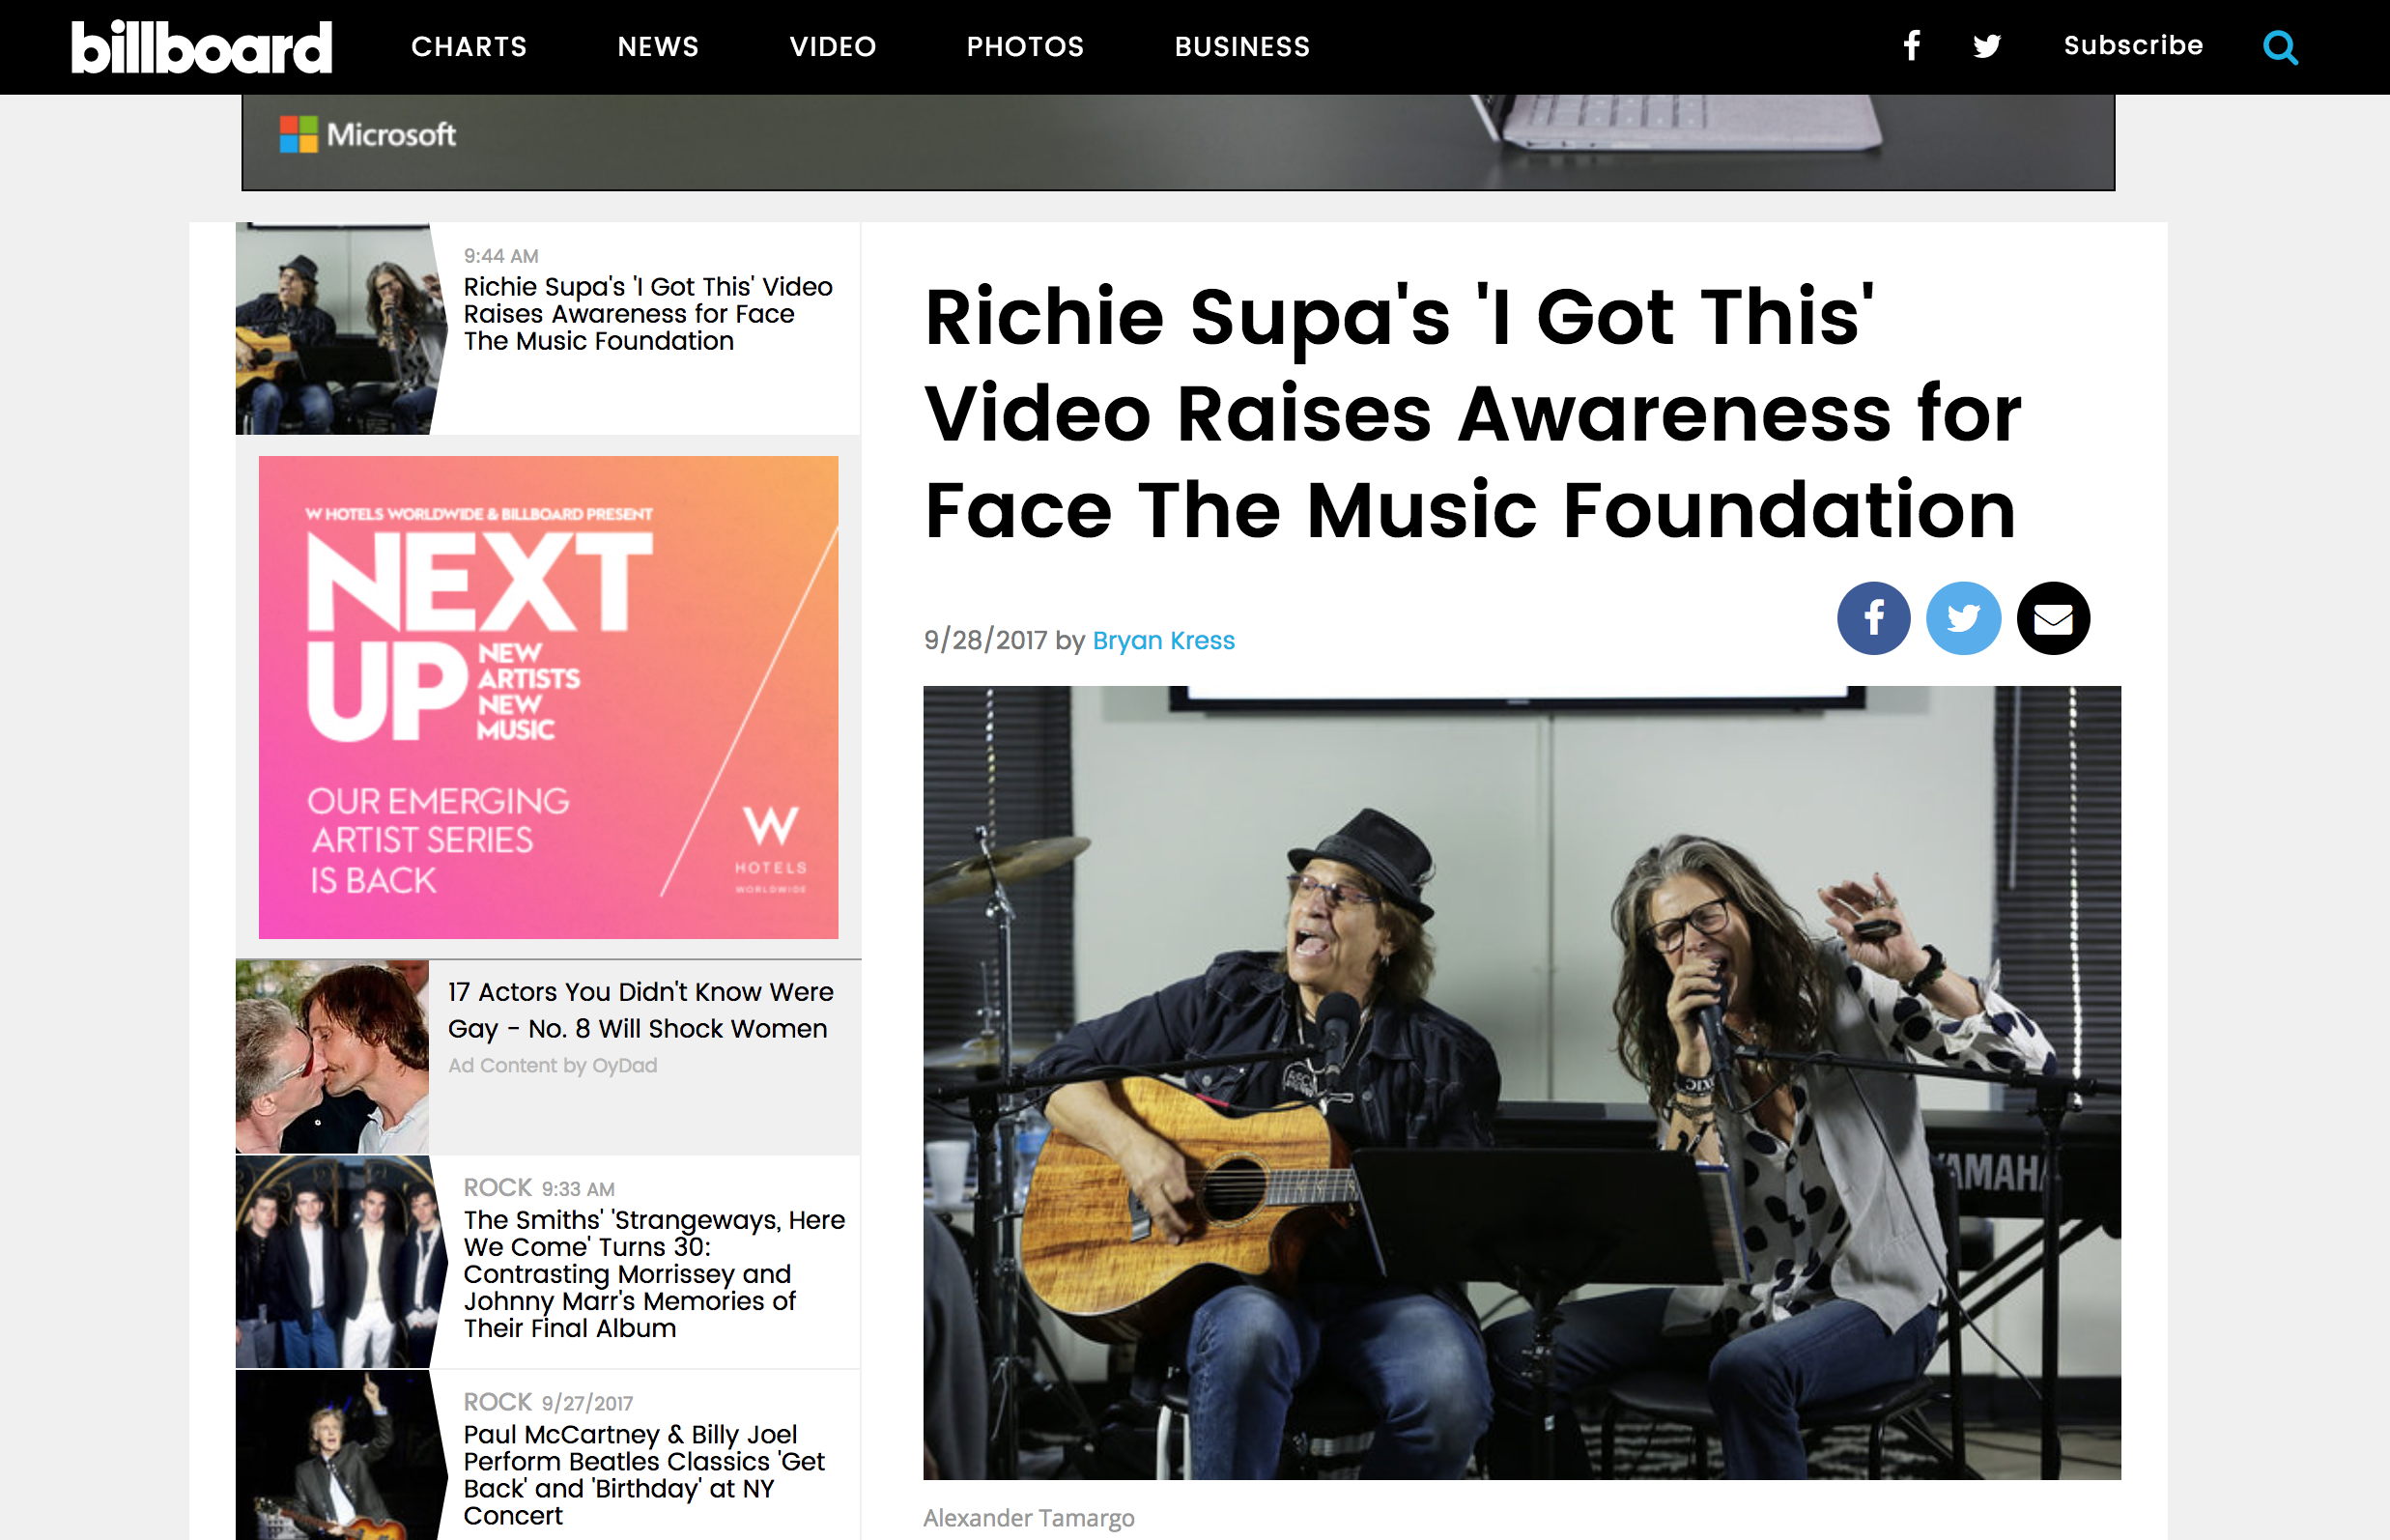 billboard
CHARTS
NEWS
VIDEO
PHOTOS
BUSINESS
Subscribe
Microsoft
9:44 AM
Richie Supa's 'I Got This' Video
Raises Awareness for Face
The Music Foundation
W HOTELS WORLDWIDE & BILLBOARD PRESENT
NEXT
UP
NEW
ARTISTS
NEW
MUSIC
OUR EMERGING
ARTIST SERIES
IS BACK
W
HOTELS
WORLDWIDE
17 Actors You Didn't Know Were
Gay - No. 8 Will Shock Women
Ad Content by OyDad
ROCK 9:33 AM
The Smiths' 'Strangeways, Here
We Come' Turns 30:
Contrasting Morrissey and
Johnny Marr's Memories of
Their Final Album
ROCK 9/27/2017
Paul McCartney & Billy Joel
Perform Beatles Classics 'Get
Back' and 'Birthday' at NY
Concert
Richie Supa's 'I Got This'
Video Raises Awareness for
Face The Music Foundation
9/28/2017 by Bryan Kress
YAMAHA
Alexander Tamargo